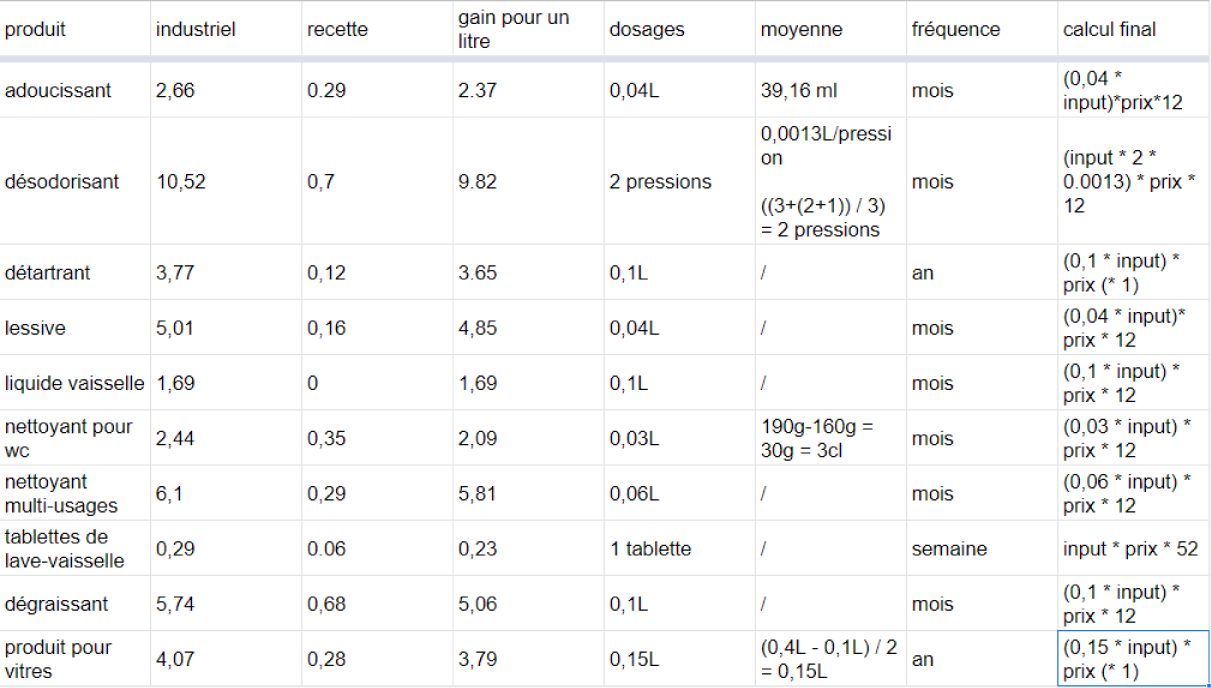 produit industriel recette gain pour un litre dosages moyenne fréquence calcul final
adoucissant 2,66 0.29 2.37 0,04L 39,16 ml mois (0,04 * input)*prix*12
désodorisant 10,52 0,7 9.82 2 pressions 0,0013L/pression ((3+(2+1)) / 3) = 2 pressions mois (input * 2 * 0.0013) * prix * 12
détartrant 3,77 0,12 3.65 0,1L / an (0,1 * input) * prix (* 1)
lessive 5,01 0,16 4,85 0,04L / mois (0,04 * input)* prix * 12
liquide vaisselle 1,69 0 1,69 0,1L / mois (0,1 * input) * prix * 12
nettoyant pour wc 2,44 0,35 2,09 0,03L 190g-160g = 30g = 3cl mois (0,03 * input) * prix * 12
nettoyant multi-usages 6,1 0,29 5,81 0,06L / mois (0,06 * input) * prix * 12
tablettes de lave-vaisselle 0,29 0.06 0,23 1 tablette / semaine input * prix * 52
dégraissant 5,74 0,68 5,06 0,1L / mois (0,1 * input) * prix * 12
produit pour vitres 4,07 0,28 3,79 0,15L (0,4L - 0,1L) / 2 = 0,15L an (0,15 * input) * prix (* 1)